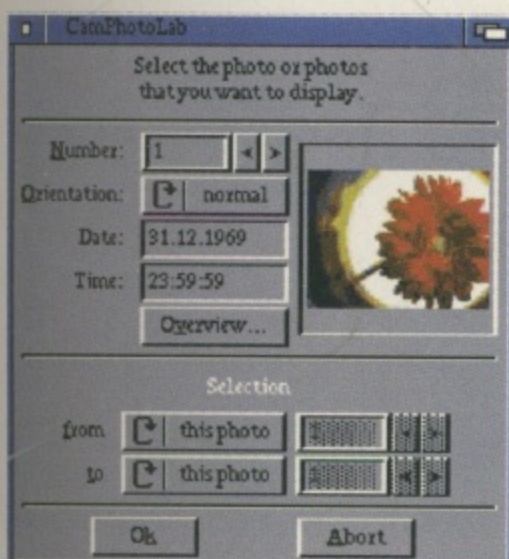 CamPhotoLab
Select the photo or photos
that you want to display.
Number: 1
Orientation: normal
Date: 31.12.1969
Time: 23:59:59
Overview...
Selection
from this photo
to this photo
Ok Abort